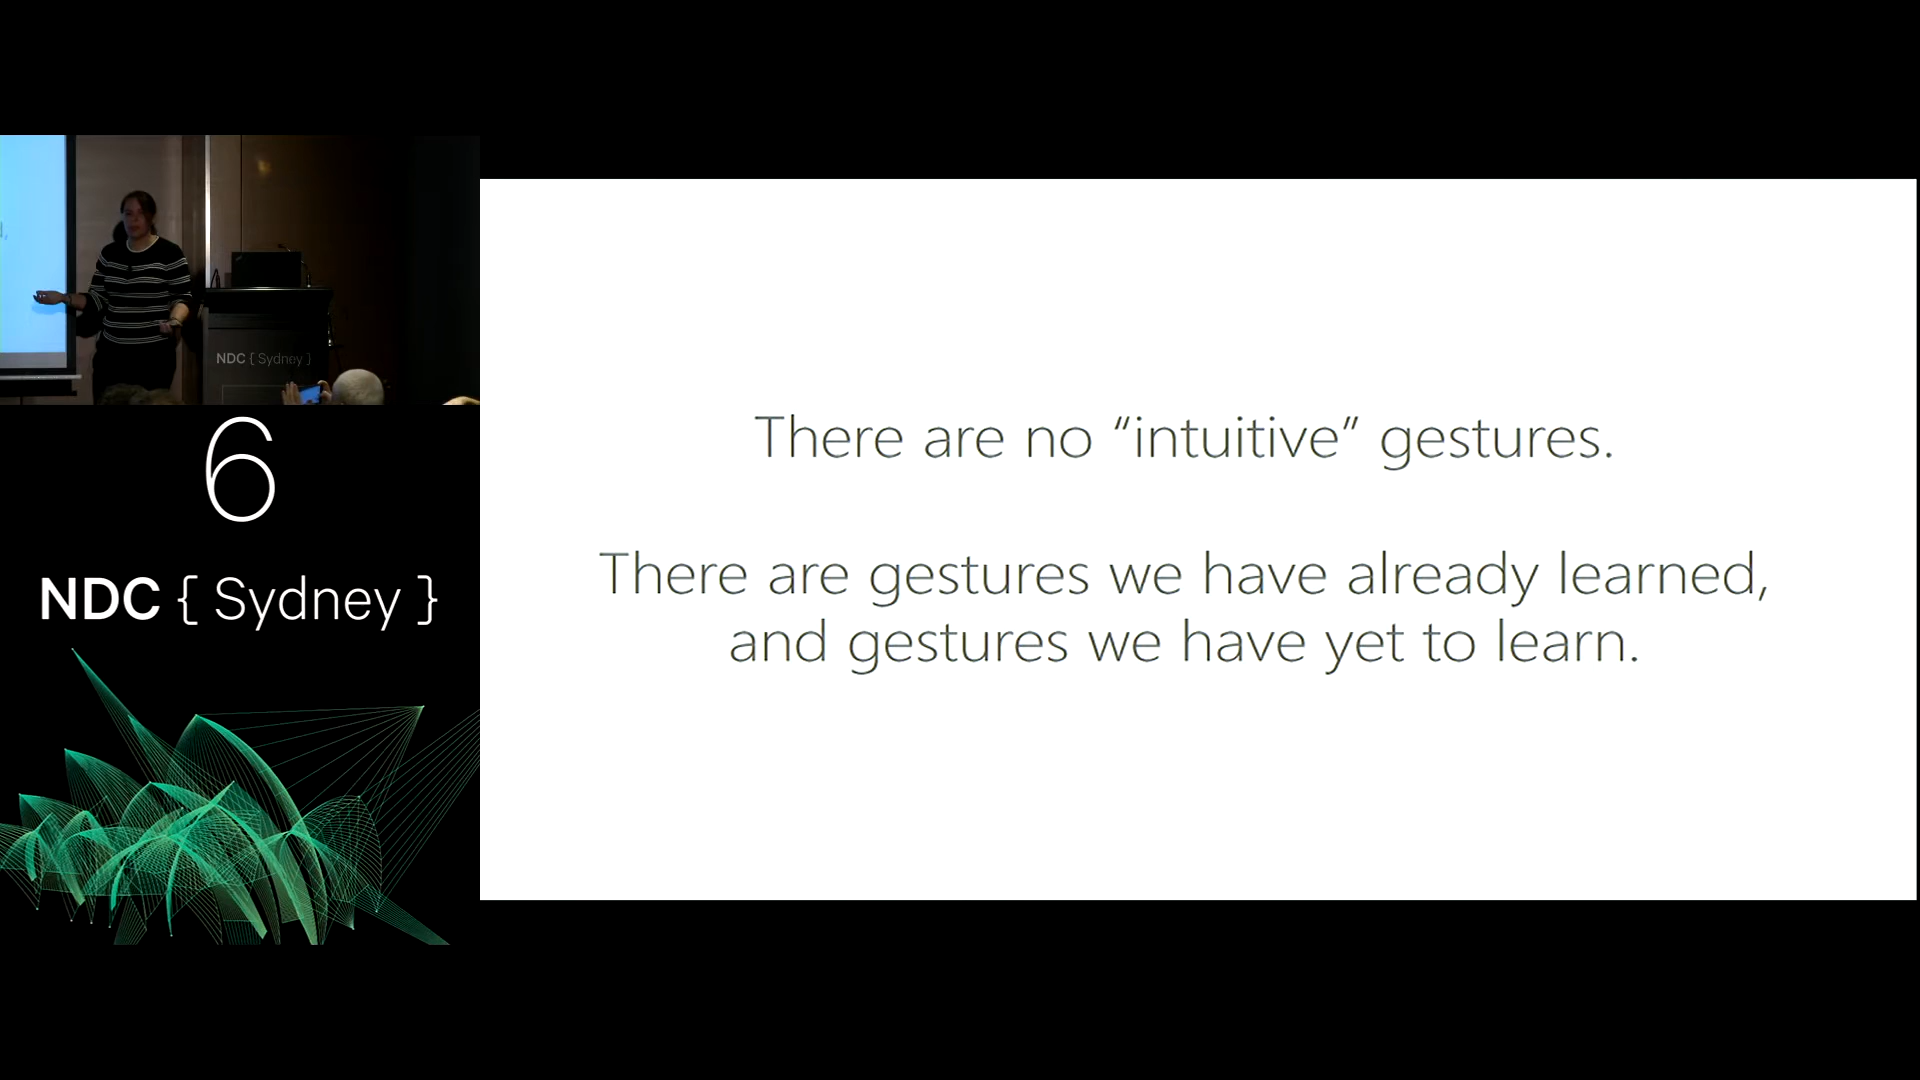 NDC { Sydney }
6
NDC { Sydney }
There are no “intuitive” gestures.
There are gestures we have already learned,
and gestures we have yet to learn.